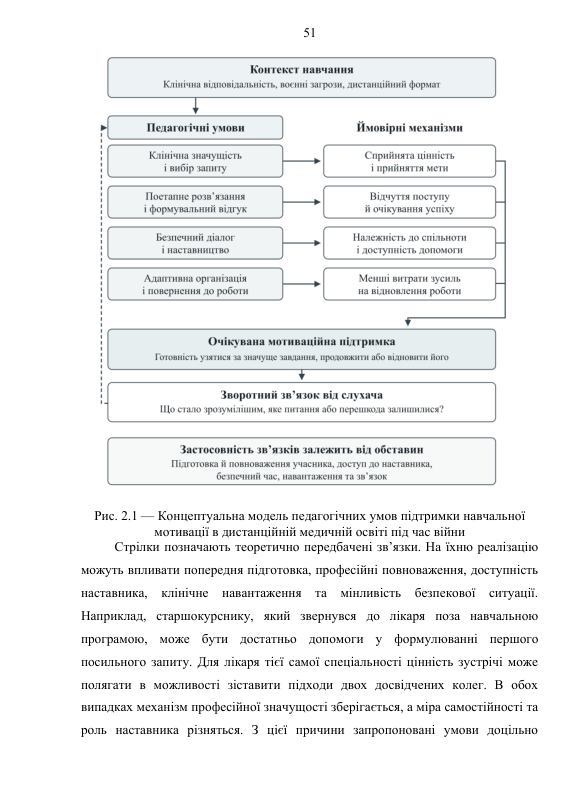 51
Контекст навчання
Клінічна відповідальність, воєнні загрози, дистанційний формат
Педагогічні умови
Ймовірні механізми
Клінічна значущість
і вибір запиту
Сприйнята цінність
і прийняття мети
Поетапне розв’язання
і формувальний відгук
Відчуття поступу
й очікування успіху
Безпечний діалог
і наставництво
Належність до спільноти
і доступність допомоги
Адаптивна організація
і повернення до роботи
Менші витрати зусиль
на відновлення роботи
Очікувана мотиваційна підтримка
Готовність узятися за значуще завдання, продовжити або відновити його
Зворотний зв’язок від слухача
Що стало зрозумілішим, яке питання або перешкода залишилися?
Застосовність зв’язків залежить від обставин
Підготовка й повноваження учасника, доступ до наставника,
безпечний час, навантаження та зв’язок
Рис. 2.1 — Концептуальна модель педагогічних умов підтримки навчальної
мотивації в дистанційній медичній освіті під час війни
Стрілки позначають теоретично передбачені зв’язки. На їхню реалізацію
можуть впливати попередня підготовка, професійні повноваження, доступність
наставника, клінічне навантаження та мінливість безпекової ситуації.
Наприклад, старшокурснику, який звернувся до лікаря поза навчальною
програмою, може бути достатньо допомоги у формулюванні першого
посильного запиту. Для лікаря тієї самої спеціальності цінність зустрічі може
полягати в можливості зіставити підходи двох досвідчених колег. В обох
випадках механізм професійної значущості зберігається, а міра самостійності та
роль наставника різняться. З цієї причини запропоновані умови доцільно